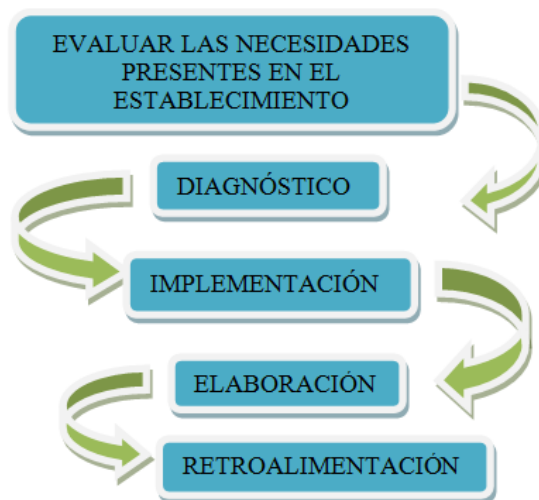 EVALUAR LAS NECESIDADES
PRESENTES EN EL
ESTABLECIMIENTO
DIAGNÓSTICO
IMPLEMENTACIÓN
ELABORACIÓN
RETROALIMENTACIÓN